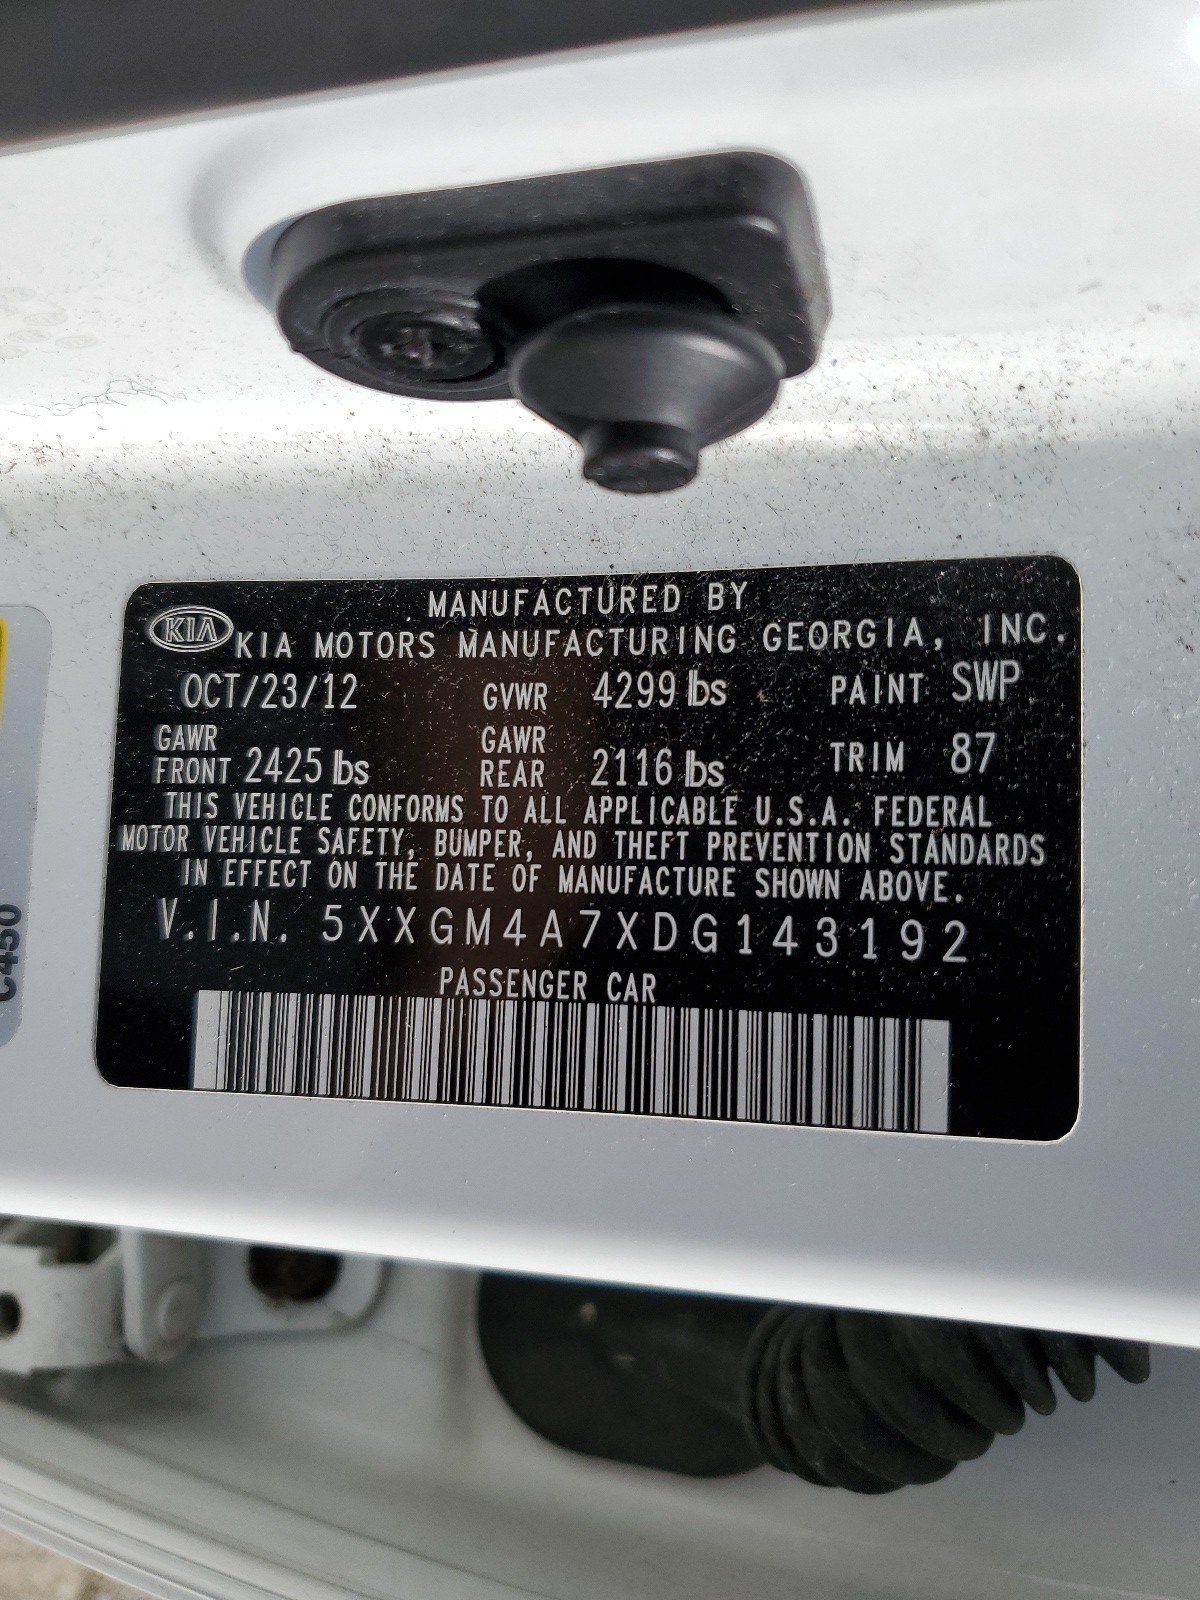 MANUFACTURED BY
KIA KIA MOTORS MANUFACTURING GEORGIA, INC.
OCT/23/12 GVWR 4299 lbs PAINT SWP
GAWR FRONT 2425 lbs GAWR REAR 2116 lbs TRIM 87
THIS VEHICLE CONFORMS TO ALL APPLICABLE U.S.A. FEDERAL
MOTOR VEHICLE SAFETY, BUMPER, AND THEFT PREVENTION STANDARDS
IN EFFECT ON THE DATE OF MANUFACTURE SHOWN ABOVE.
V.I.N. 5XXGM4A7XDG143192
PASSENGER CAR
C450